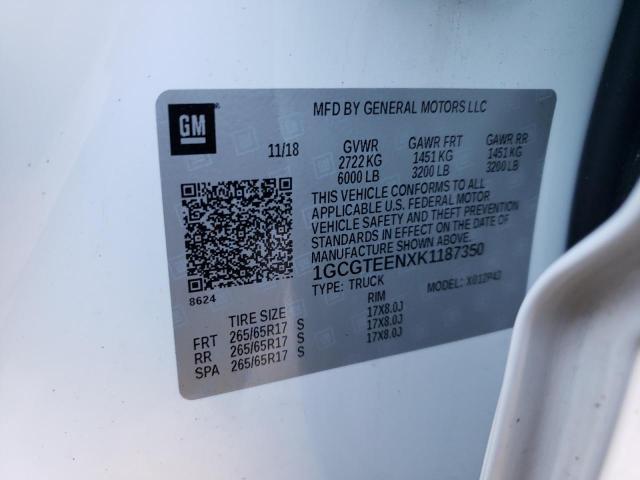 GM
MFD BY GENERAL MOTORS LLC
11/18 GVWR GAWR FRT GAWR RR
2722 KG 1451 KG 1451 KG
6000 LB 3200 LB 3200 LB
THIS VEHICLE CONFORMS TO ALL
APPLICABLE U.S. FEDERAL MOTOR
VEHICLE SAFETY AND THEFT PREVENTION
STANDARDS IN EFFECT ON THE DATE OF
MANUFACTURE SHOWN ABOVE.
1GCGTEENXK1187350
8624
TYPE: TRUCK MODEL:
TIRE SIZE RIM
FRT 265/65R17 S 17X8.0J
RR 265/65R17 S 17X8.0J
SPA 265/65R17 S 17X8.0J